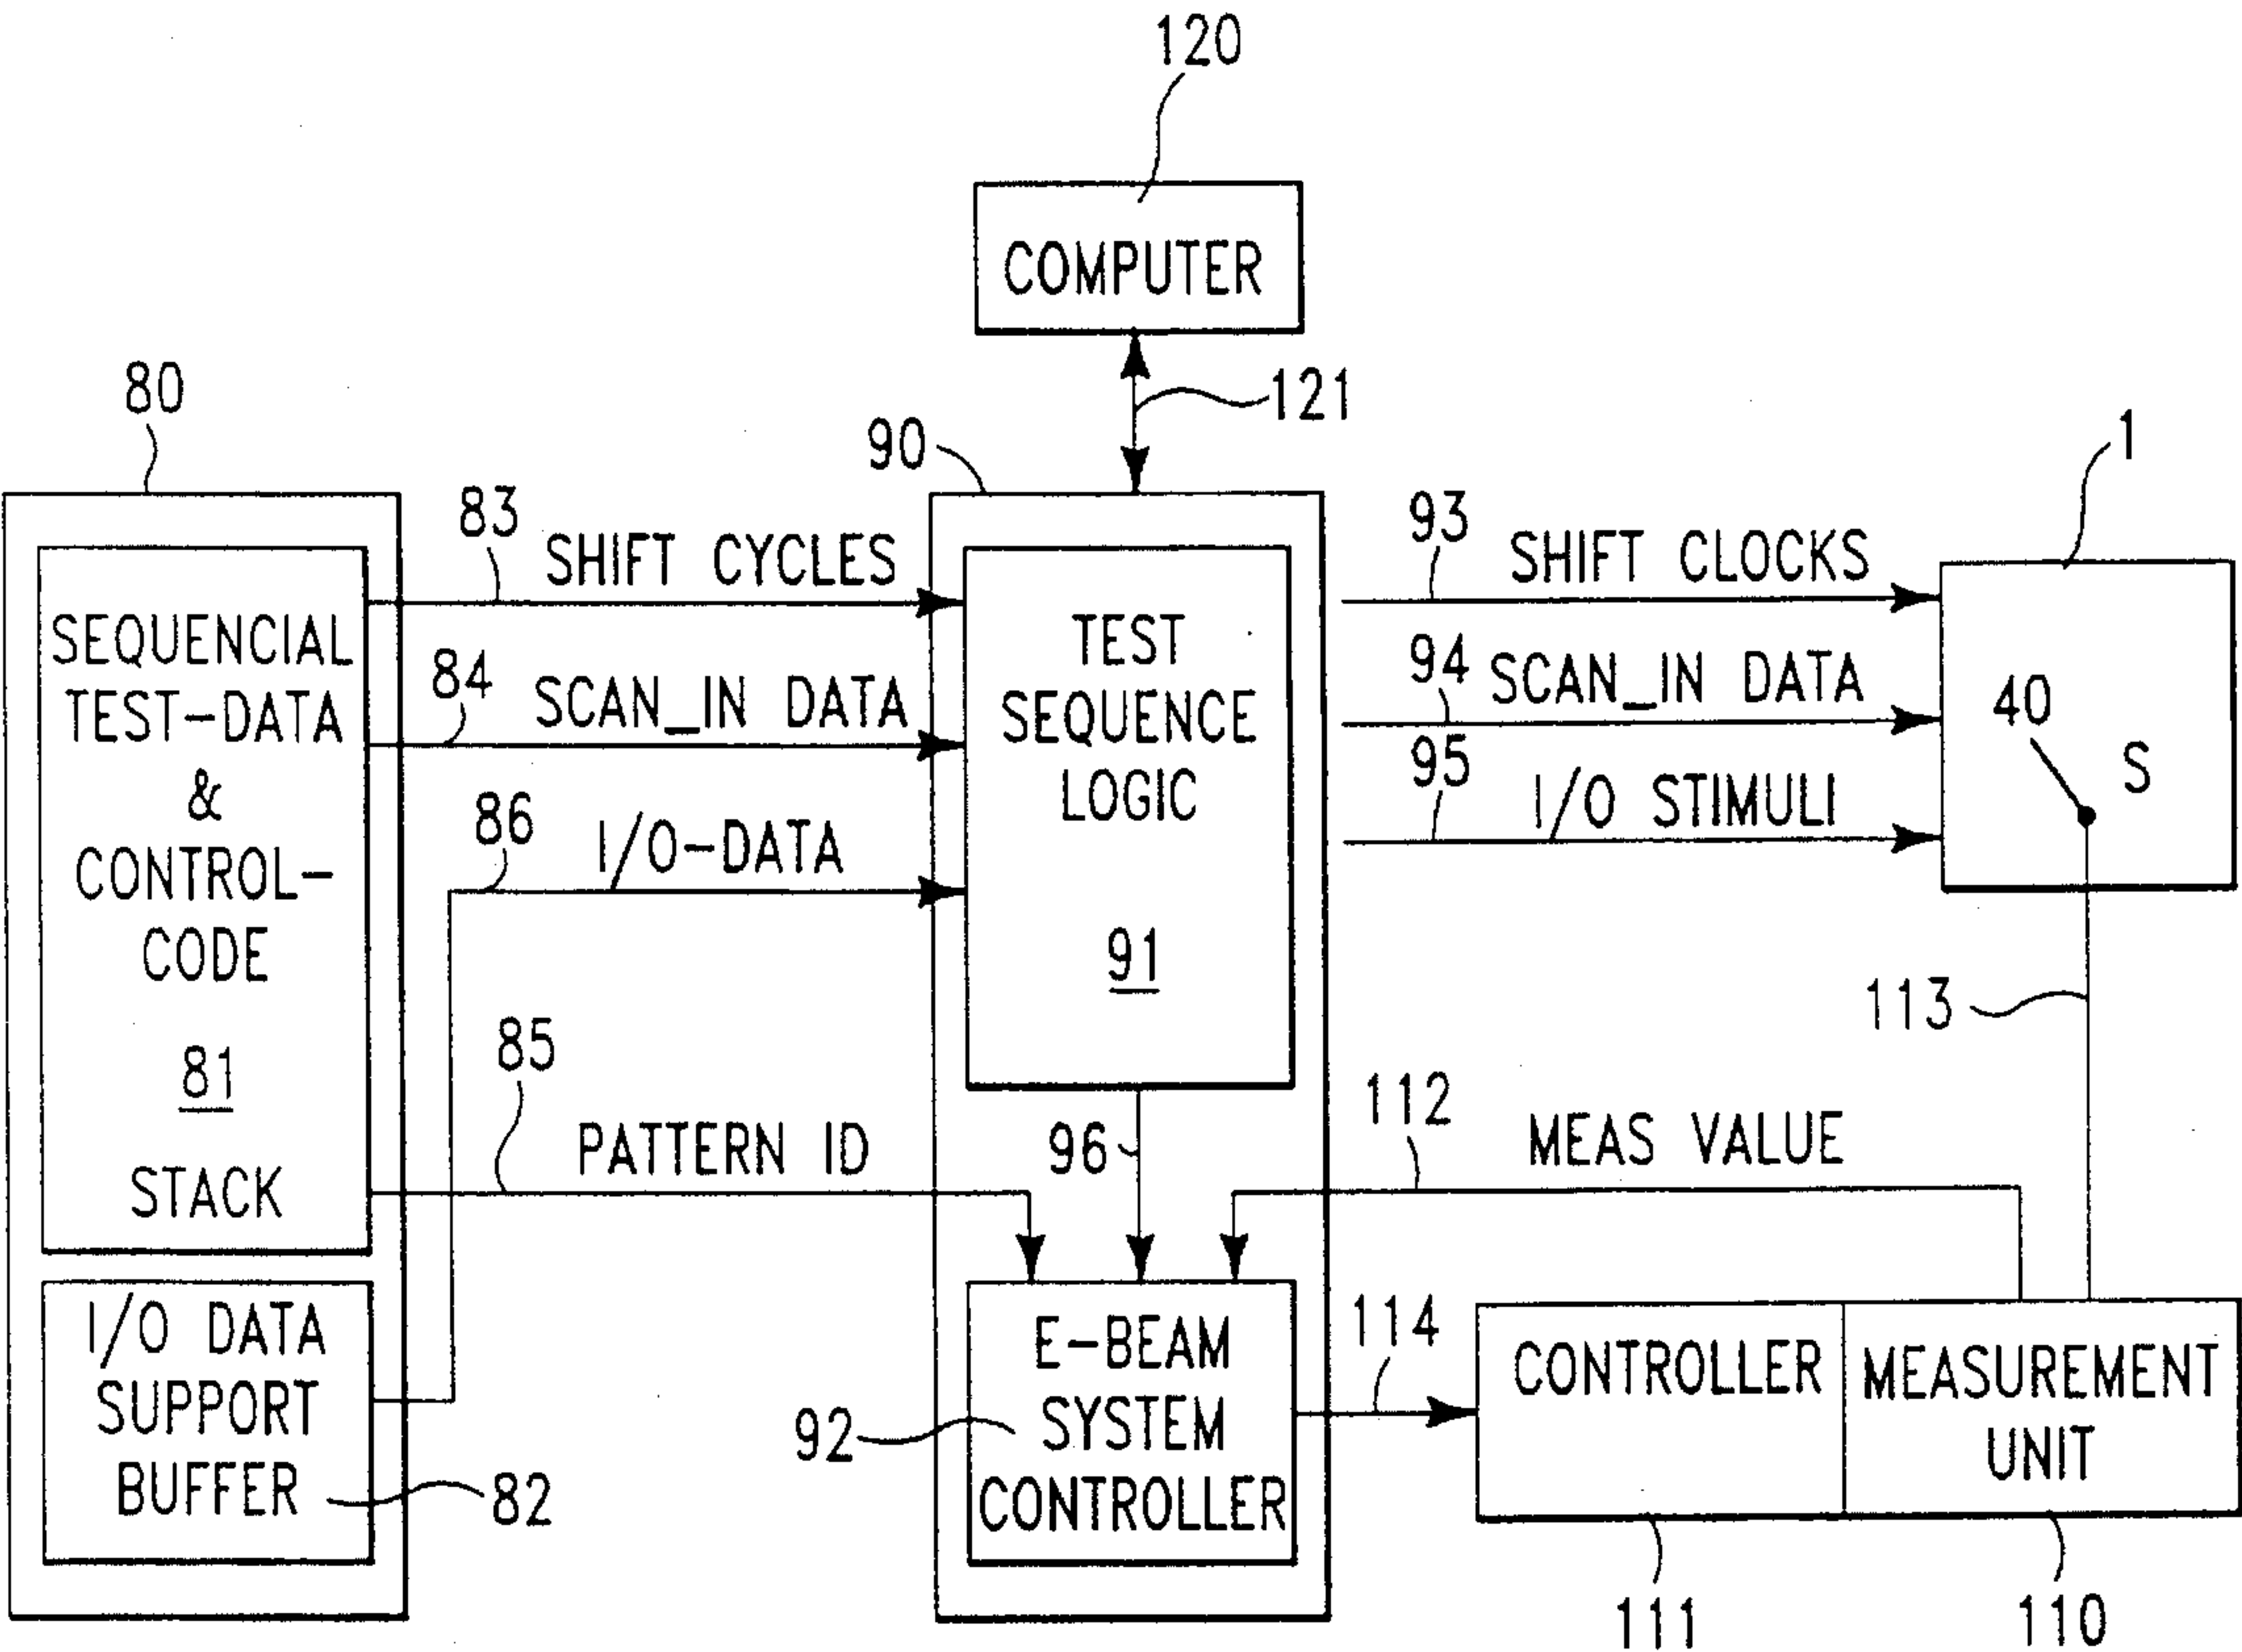 120
COMPUTER
121
80
90
1
83
SHIFT CYCLES
93
SHIFT CLOCKS
SEQUENCIAL
TEST-DATA
&
CONTROL-
CODE
81
STACK
84
SCAN_IN DATA
TEST
SEQUENCE
LOGIC
91
94
SCAN_IN DATA
40
S
86
I/O-DATA
95
I/O STIMULI
113
85
PATTERN ID
96
112
MEAS VALUE
I/O DATA
SUPPORT
BUFFER
82
E-BEAM
SYSTEM
CONTROLLER
92
114
CONTROLLER
MEASUREMENT
UNIT
111
110